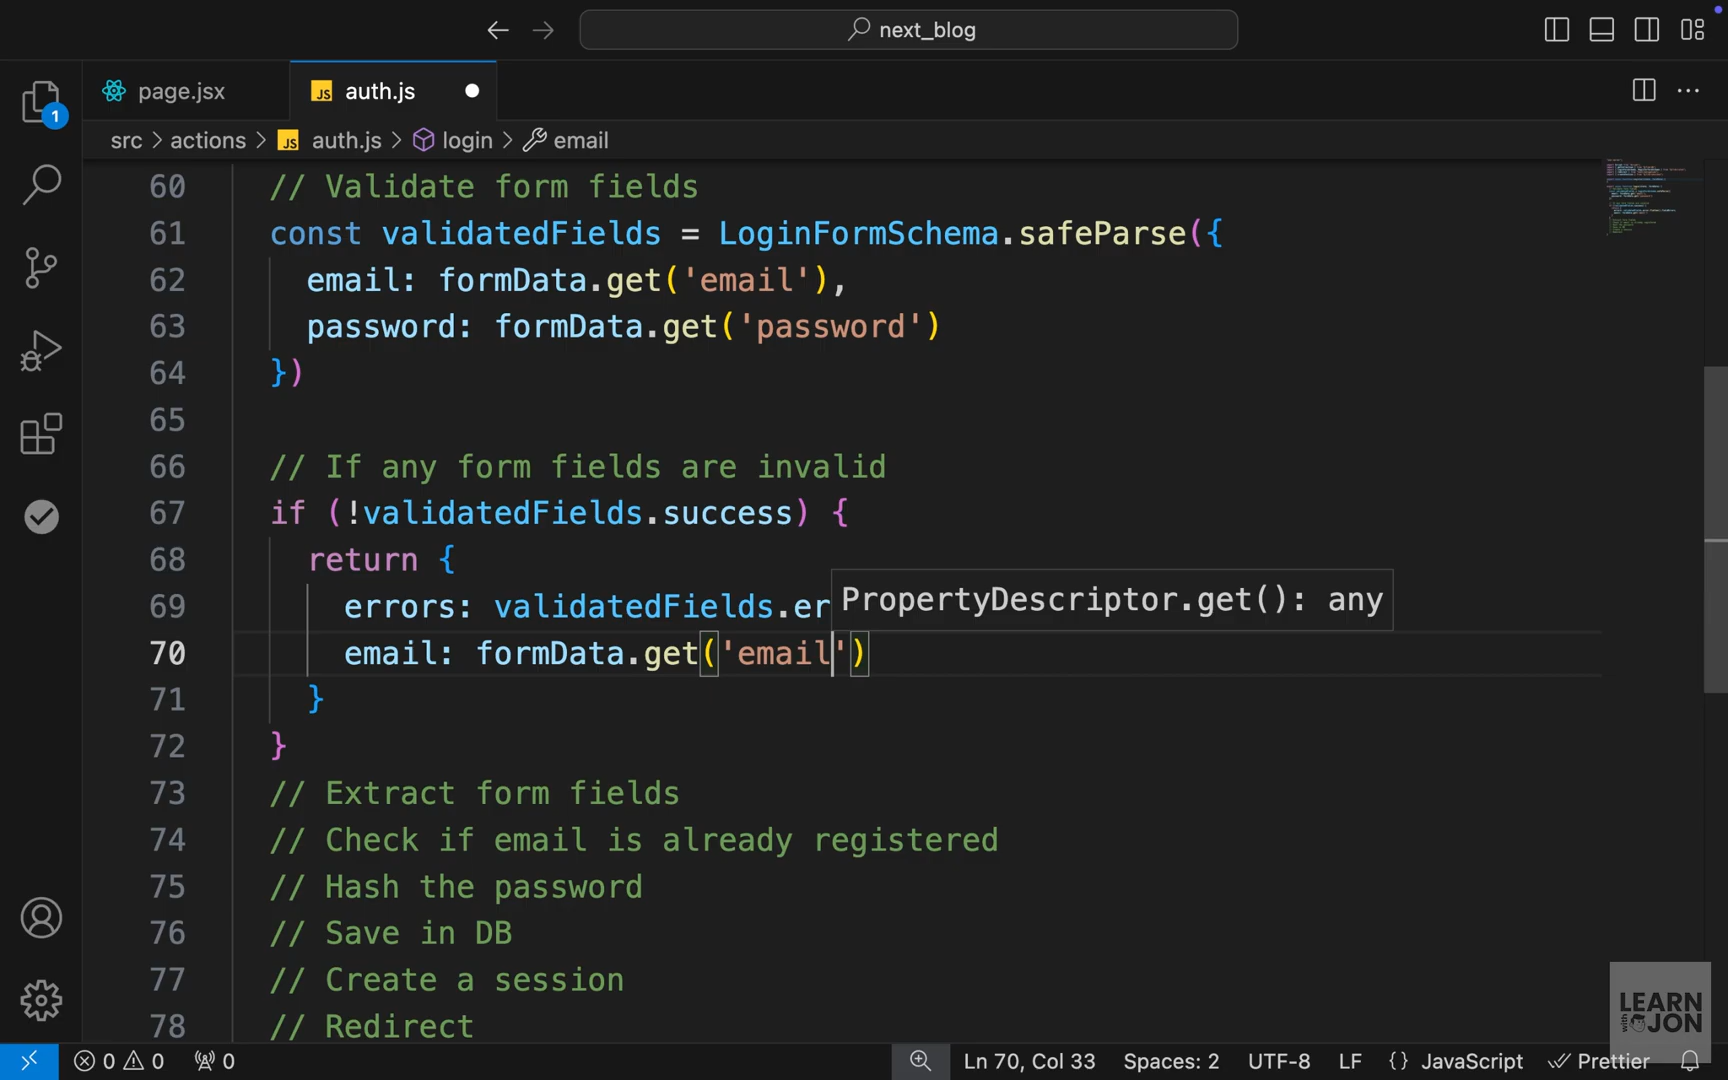 next_blog
page.jsx
JS auth.js
1
src > actions > JS auth.js > login > email
60 // Validate form fields
61 const validatedFields = LoginFormSchema.safeParse({
62 email: formData.get('email'),
63 password: formData.get('password')
64 })
65
66 // If any form fields are invalid
67 if (!validatedFields.success) {
68 return {
69 errors: validatedFields.er
PropertyDescriptor.get(): any
70 email: formData.get('email')
71 }
72 }
73 // Extract form fields
74 // Check if email is already registered
75 // Hash the password
76 // Save in DB
77 // Create a session
78 // Redirect
LEARN
with JON
0 0 0 Ln 70, Col 33 Spaces: 2 UTF-8 LF {} JavaScript Prettier